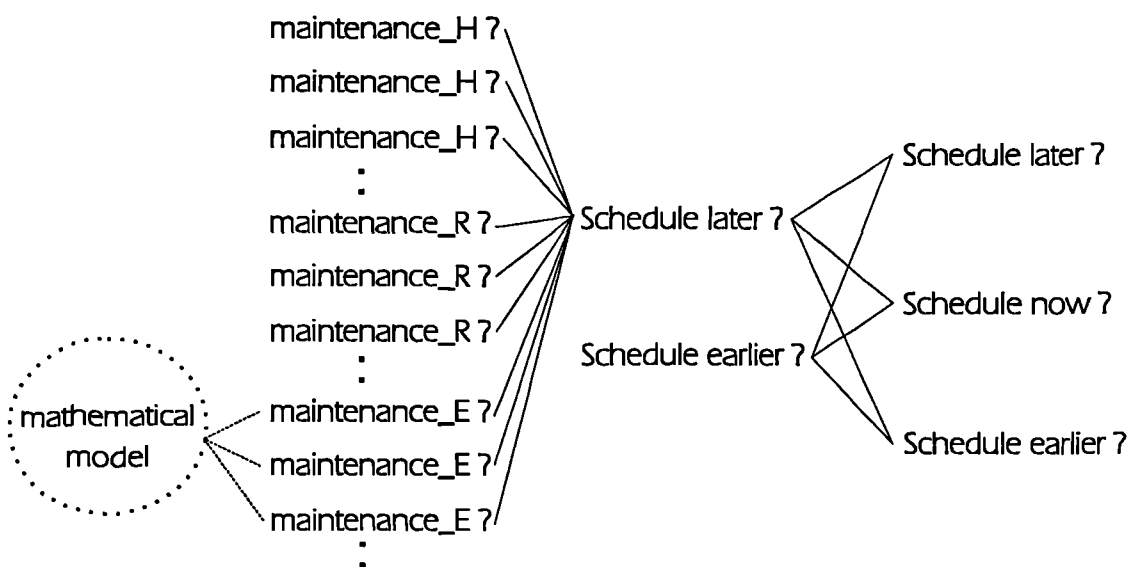 maintenance_H ?
maintenance_H ?
maintenance_H ?
maintenance_R ?
maintenance_R ?
maintenance_R ?
maintenance_E ?
maintenance_E ?
maintenance_E ?
mathematical
model
Schedule later ?
Schedule earlier ?
Schedule later ?
Schedule now ?
Schedule earlier ?